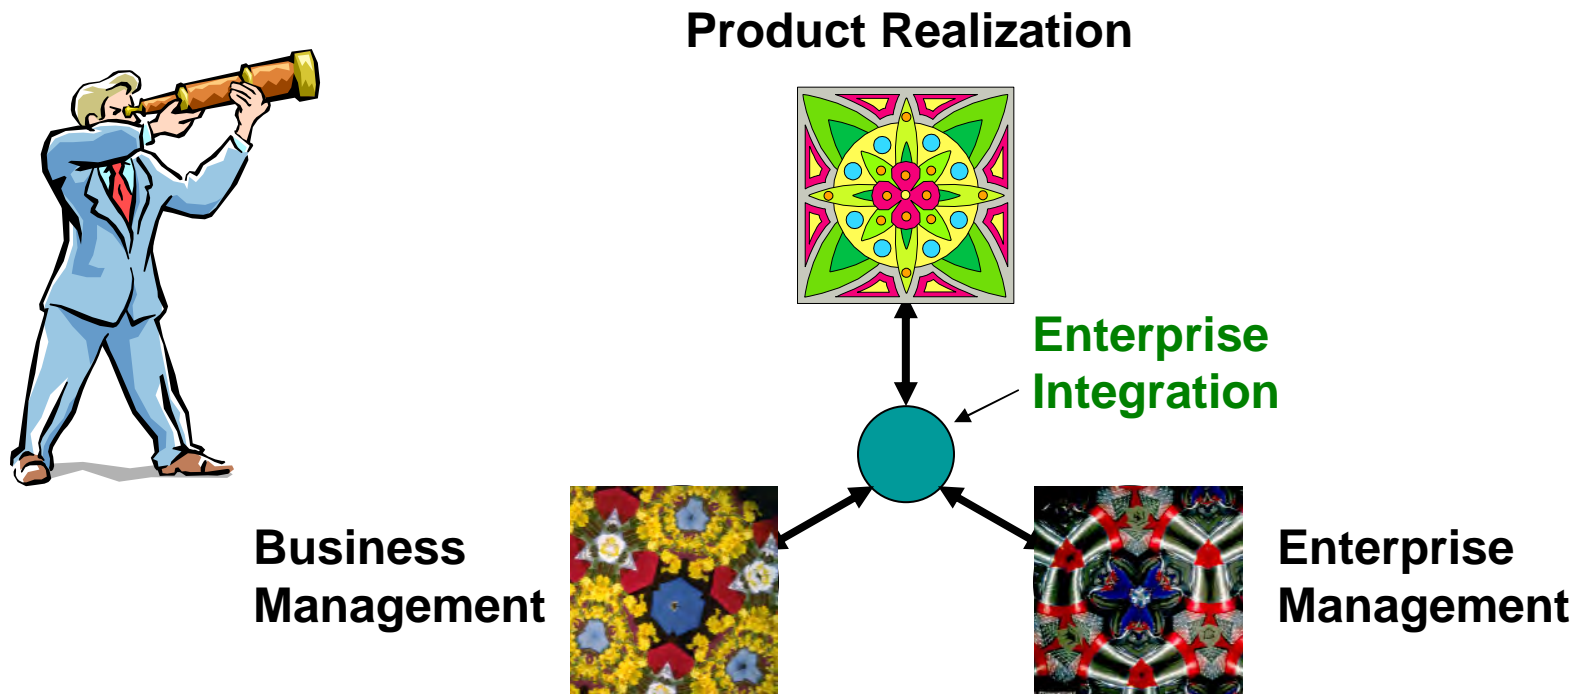 Product Realization
Enterprise
Integration
Business
Management
Enterprise
Management